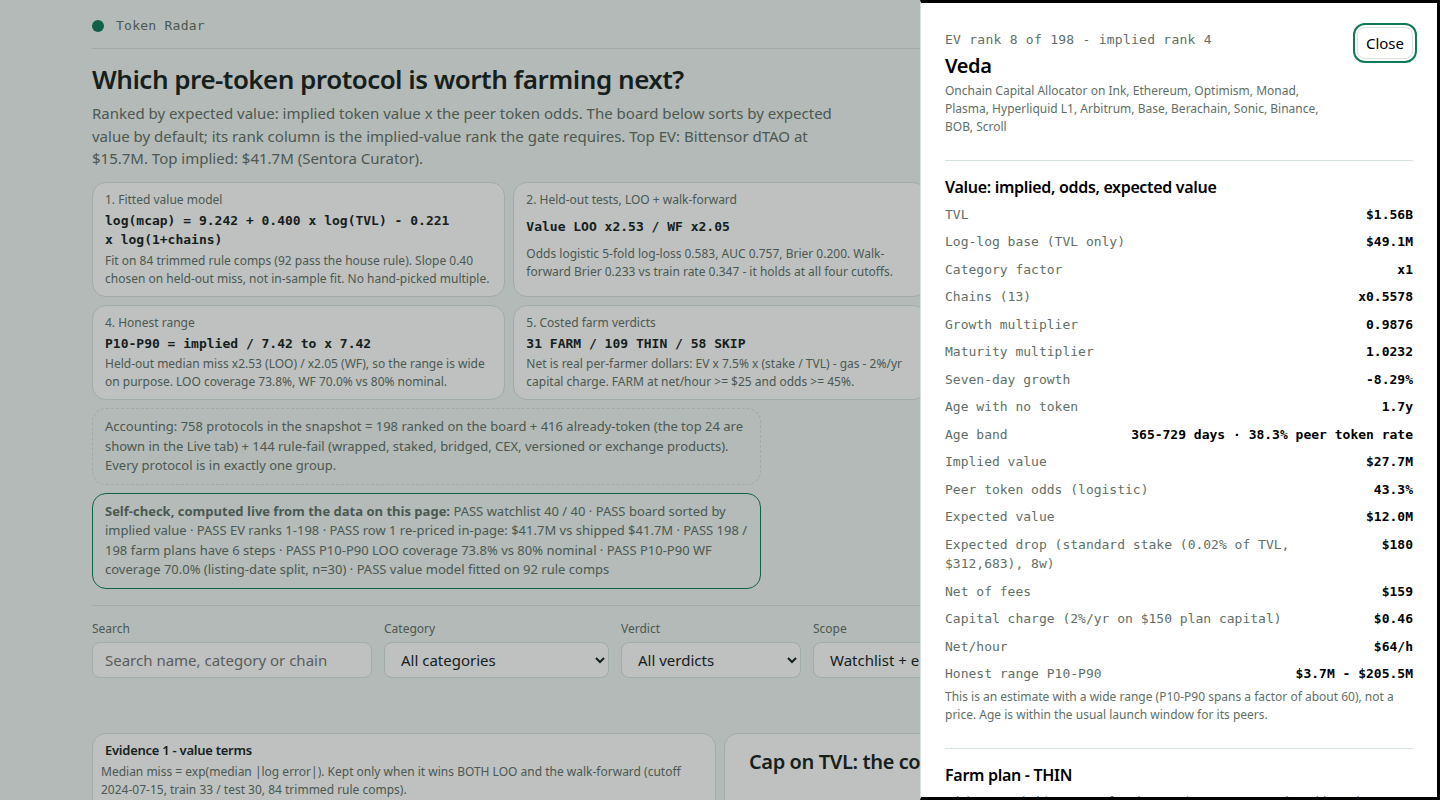 Token Radar
Which pre-token protocol is worth farming next?
Ranked by expected value: implied token value x the peer token odds. The board below sorts by expected
value by default; its rank column is the implied-value rank the gate requires. Top EV: Bittensor dTAO at
$15.7M. Top implied: $41.7M (Sentora Curator).
1. Fitted value model
log(mcap) = 9.242 + 0.400 x log(TVL) - 0.221
x log(1+chains)
Fit on 84 trimmed rule comps (92 pass the house rule). Slope 0.40
chosen on held-out miss, not in-sample fit. No hand-picked multiple.
2. Held-out tests, LOO + walk-forward
Value LOO x2.53 / WF x2.05
Odds logistic 5-fold log-loss 0.583, AUC 0.757, Brier 0.200. Walk-
forward Brier 0.233 vs train rate 0.347 - it holds at all four cutoffs.
4. Honest range
P10-P90 = implied / 7.42 to x 7.42
Held-out median miss x2.53 (LOO) / x2.05 (WF), so the range is wide
on purpose. LOO coverage 73.8%, WF 70.0% vs 80% nominal.
5. Costed farm verdicts
31 FARM / 109 THIN / 58 SKIP
Net is real per-farmer dollars: EV x 7.5% x (stake / TVL) - gas - 2%/yr
capital charge. FARM at net/hour >= $25 and odds >= 45%.
Accounting: 758 protocols in the snapshot = 198 ranked on the board + 416 already-token (the top 24 are
shown in the Live tab) + 144 rule-fail (wrapped, staked, bridged, CEX, versioned or exchange products).
Every protocol is in exactly one group.
Self-check, computed live from the data on this page: PASS watchlist 40 / 40 · PASS board sorted by
implied value · PASS EV ranks 1-198 · PASS row 1 re-priced in-page: $41.7M vs shipped $41.7M · PASS 198 /
198 farm plans have 6 steps · PASS P10-P90 LOO coverage 73.8% vs 80% nominal · PASS P10-P90 WF
coverage 70.0% (listing-date split, n=30) · PASS value model fitted on 92 rule comps
Search
Search name, category or chain
Category
All categories
Verdict
All verdicts
Scope
Watchlist + e
Evidence 1 - value terms
Median miss = exp(median |log error|). Kept only when it wins BOTH LOO and the walk-forward (cutoff
2024-07-15, train 33 / test 30, 84 trimmed rule comps).
Cap on TVL: the co
EV rank 8 of 198 - implied rank 4
Close
Veda
Onchain Capital Allocator on Ink, Ethereum, Optimism, Monad,
Plasma, Hyperliquid L1, Arbitrum, Base, Berachain, Sonic, Binance,
BOB, Scroll
Value: implied, odds, expected value
TVL $1.56B
Log-log base (TVL only) $49.1M
Category factor x1
Chains (13) x0.5578
Growth multiplier 0.9876
Maturity multiplier 1.0232
Seven-day growth -8.29%
Age with no token 1.7y
Age band 365-729 days · 38.3% peer token rate
Implied value $27.7M
Peer token odds (logistic) 43.3%
Expected value $12.0M
Expected drop (standard stake (0.02% of TVL, $180
$312,683), 8w)
Net of fees $159
Capital charge (2%/yr on $150 plan capital) $0.46
Net/hour $64/h
Honest range P10-P90 $3.7M - $205.5M
This is an estimate with a wide range (P10-P90 spans a factor of about 60), not a
price. Age is within the usual launch window for its peers.
Farm plan - THIN